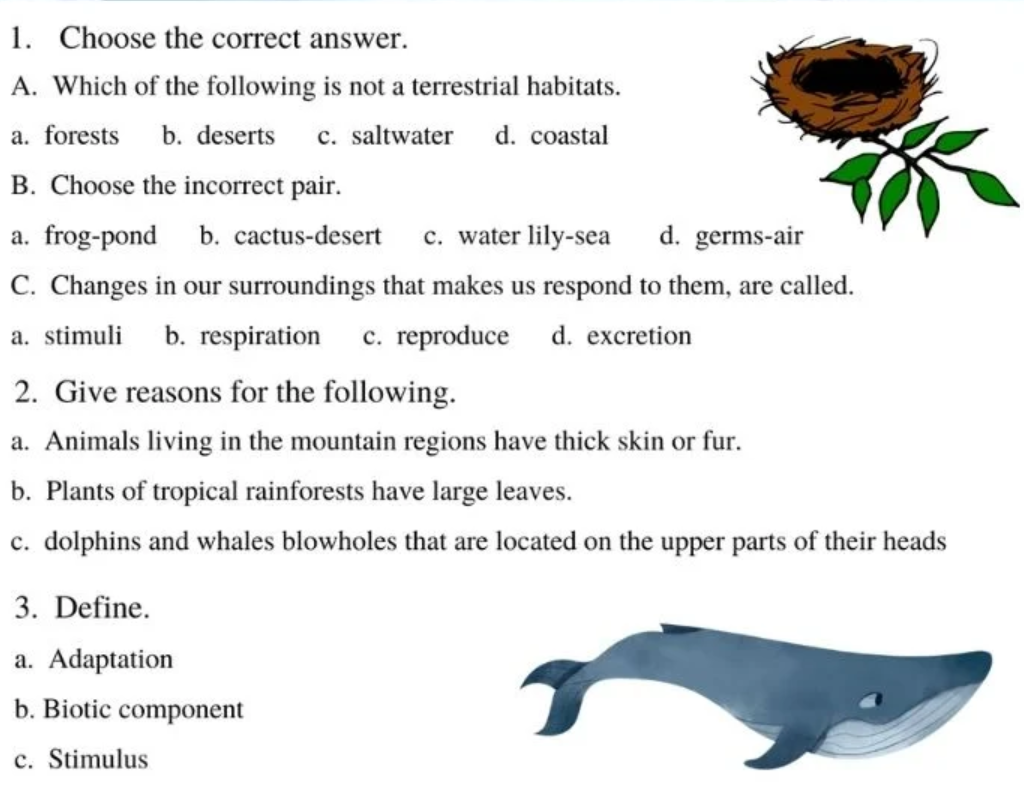 1. Choose the correct answer.
A. Which of the following is not a terrestrial habitats.
a. forests b. deserts c. saltwater d. coastal
B. Choose the incorrect pair.
a. frog-pond b. cactus-desert c. water lily-sea d. germs-air
C. Changes in our surroundings that makes us respond to them, are called.
a. stimuli b. respiration c. reproduce d. excretion
2. Give reasons for the following.
a. Animals living in the mountain regions have thick skin or fur.
b. Plants of tropical rainforests have large leaves.
c. dolphins and whales blowholes that are located on the upper parts of their heads
3. Define.
a. Adaptation
b. Biotic component
c. Stimulus